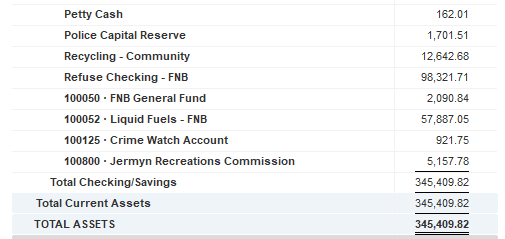 Petty Cash 162.01
Police Capital Reserve 1,701.51
Recycling - Community 12,642.68
Refuse Checking - FNB 98,321.71
100050 · FNB General Fund 2,090.84
100052 · Liquid Fuels - FNB 57,887.05
100125 · Crime Watch Account 921.75
100800 · Jermyn Recreations Commission 5,157.78
Total Checking/Savings 345,409.82
Total Current Assets 345,409.82
TOTAL ASSETS 345,409.82